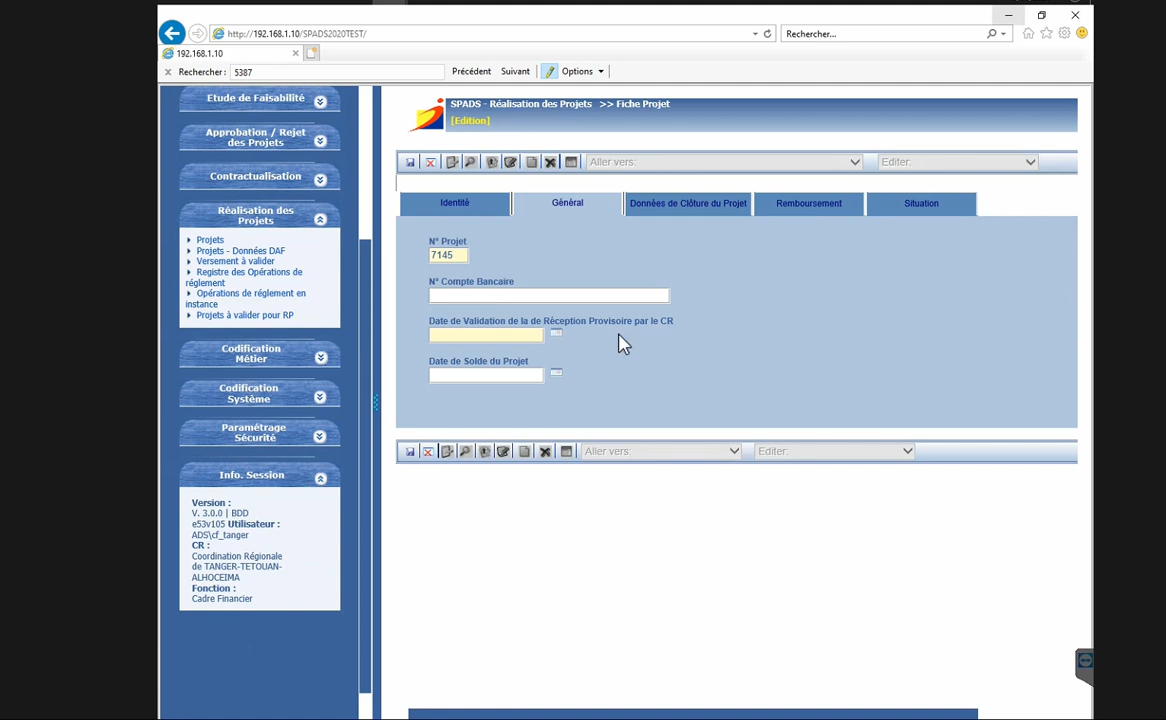 http://192.168.1.10/SPADS2020TEST/
Rechercher...
192.168.1.10
Rechercher : 5387 Précédent Suivant Options
Etude de Faisabilité
Approbation / Rejet
des Projets
Contractualisation
Réalisation des
Projets
Projets
Projets - Données DAF
Versement à valider
Registre des Opérations de
réglement
Opérations de réglement en
instance
Projets à valider pour RP
Codification
Métier
Codification
Système
Paramétrage
Sécurité
Info. Session
Version :
V. 3.0.0 | BDD
e53v105 Utilisateur :
ADS\cf_tanger
CR :
Coordination Régionale
de TANGER-TETOUAN-
ALHOCEIMA
Fonction :
Cadre Financier
SPADS - Réalisation des Projets >> Fiche Projet
[Edition]
Aller vers: Editer:
Identité Général Données de Clôture du Projet Remboursement Situation
N° Projet
7145
N° Compte Bancaire
Date de Validation de la de Réception Provisoire par le CR
Date de Solde du Projet
Aller vers: Editer: